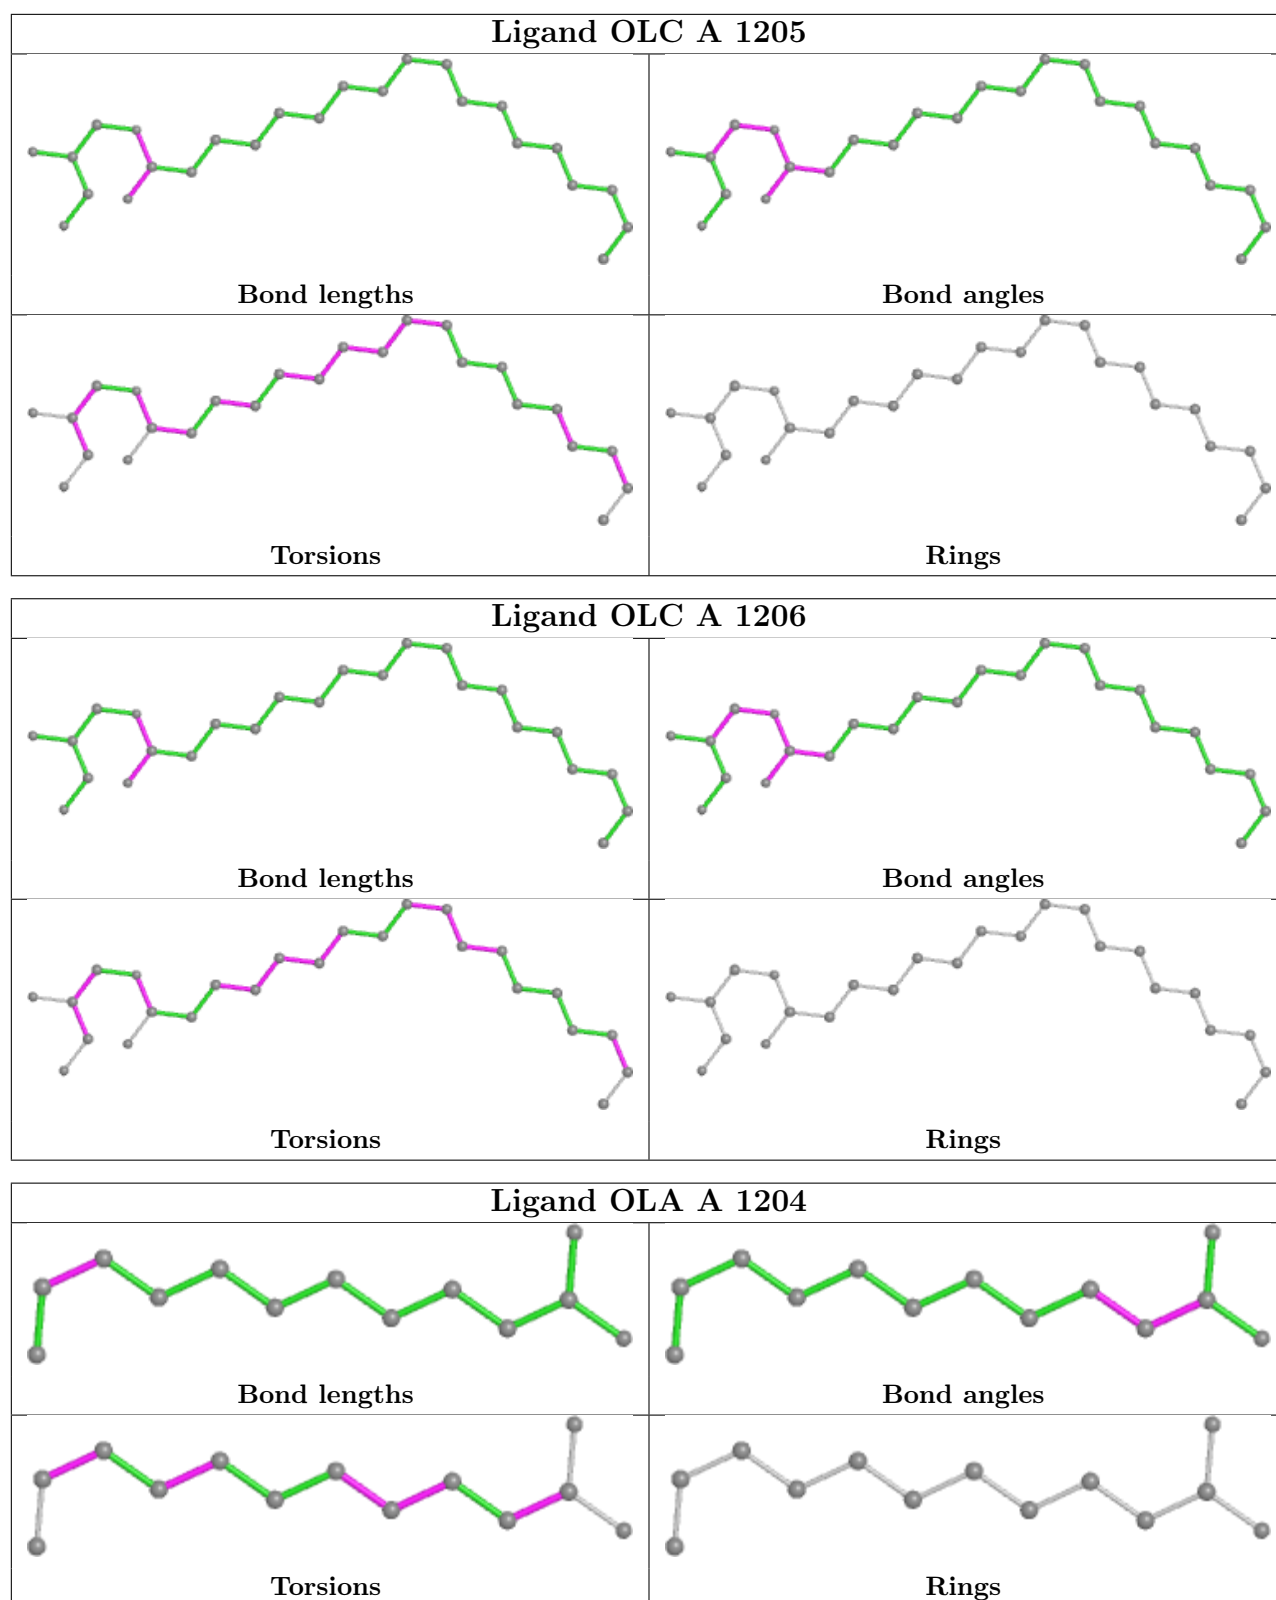 Ligand OLC A 1205
Bond lengths
Bond angles
Torsions
Rings
Ligand OLC A 1206
Bond lengths
Bond angles
Torsions
Rings
Ligand OLA A 1204
Bond lengths
Bond angles
Torsions
Rings